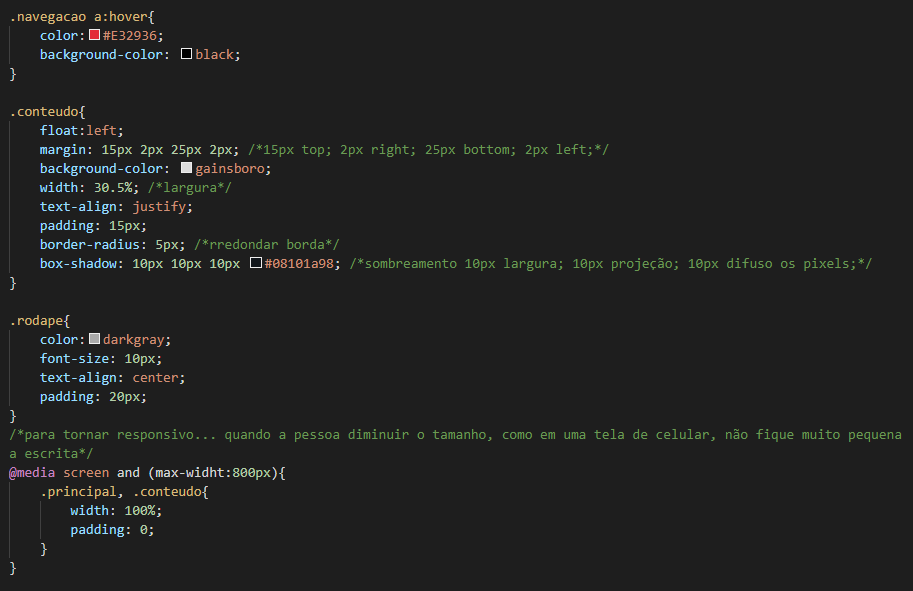 .navegacao a:hover{
    color:#E32936;
    background-color: black;
}
.conteudo{
    float:left;
    margin: 15px 2px 25px 2px; /*15px top; 2px right; 25px bottom; 2px left;*/
    background-color: gainsboro;
    width: 30.5%; /*largura*/
    text-align: justify;
    padding: 15px;
    border-radius: 5px; /*rredondar borda*/
    box-shadow: 10px 10px 10px #08101a98; /*sombreamento 10px largura; 10px projeção; 10px difuso os pixels;*/
}
.rodape{
    color:darkgray;
    font-size: 10px;
    text-align: center;
    padding: 20px;
}
/*para tornar responsivo... quando a pessoa diminuir o tamanho, como em uma tela de celular, não fique muito pequena
a escrita*/
@media screen and (max-widht:800px){
    .principal, .conteudo{
        width: 100%;
        padding: 0;
    }
}